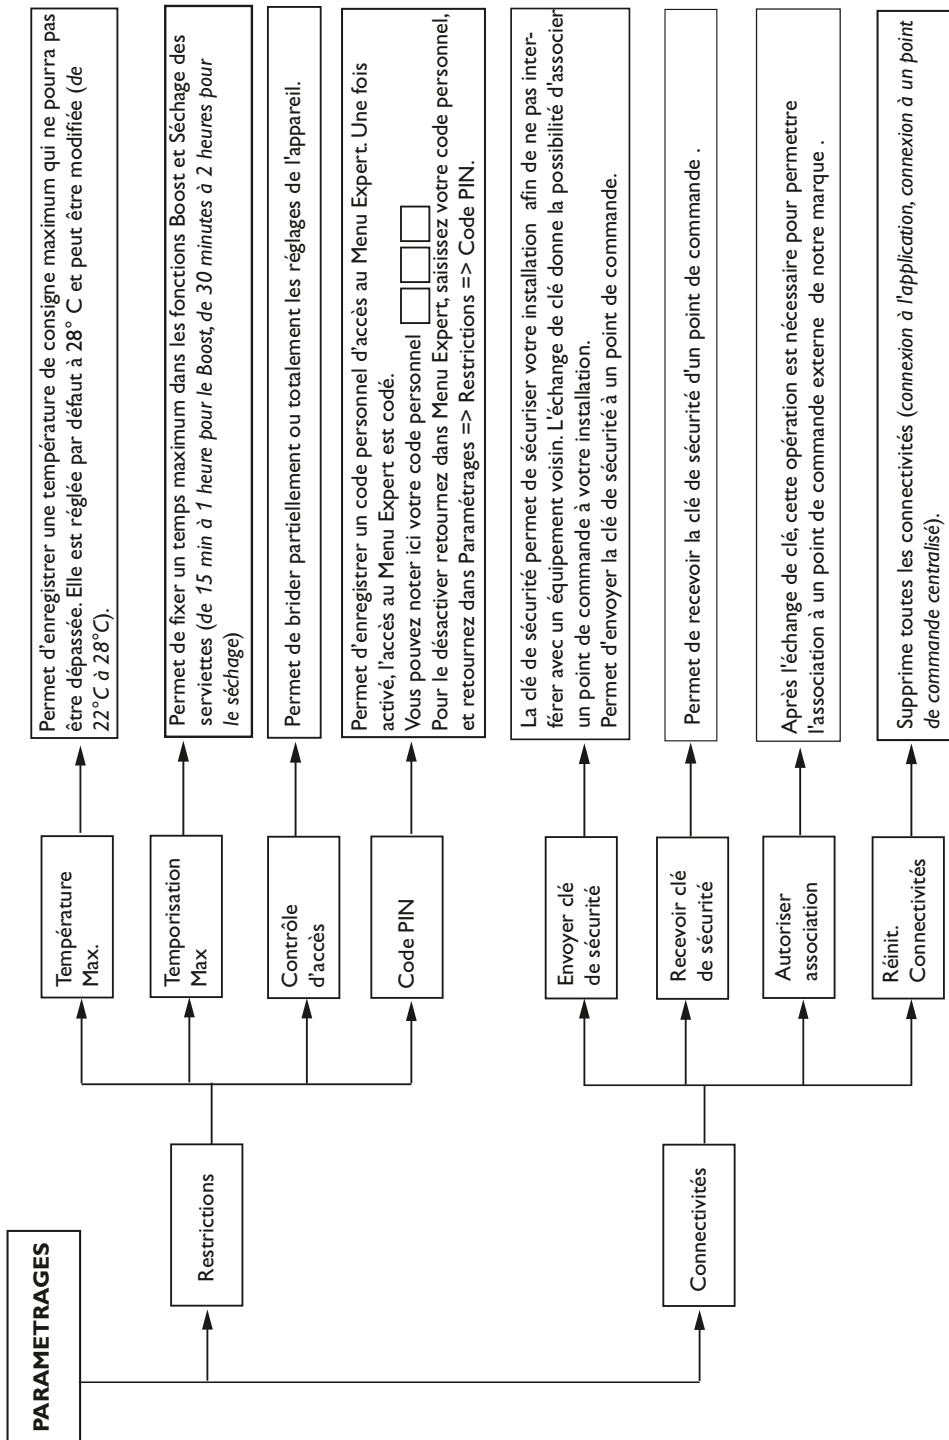 PARAMETRAGES
Restrictions
Température
Max.
Permet d'enregistrer une température de consigne maximum qui ne pourra pas
être dépassée. Elle est réglée par défaut à 28° C et peut être modifiée (de
22°C à 28°C).
Temporisation
Max
Permet de fixer un temps maximum dans les fonctions Boost et Séchage des
serviettes (de 15 min à 1 heure pour le Boost, de 30 minutes à 2 heures pour
le séchage)
Contrôle
d'accès
Permet de brider partiellement ou totalement les réglages de l'appareil.
Code PIN
Permet d'enregistrer un code personnel d'accès au Menu Expert. Une fois
activé, l'accès au Menu Expert est codé.
Vous pouvez noter ici votre code personnel
Pour le désactiver retournez dans Menu Expert, saisissez votre code personnel,
et retournez dans Paramétrages => Restrictions => Code PIN.
Connectivités
Envoyer clé
de sécurité
La clé de sécurité permet de sécuriser votre installation afin de ne pas inter-
férer avec un équipement voisin. L'échange de clé donne la possibilité d'associer
un point de commande à votre installation.
Permet d'envoyer la clé de sécurité à un point de commande.
Recevoir clé
de sécurité
Permet de recevoir la clé de sécurité d'un point de commande .
Autoriser
association
Après l'échange de clé, cette opération est nécessaire pour permettre
l'association à un point de commande externe de notre marque .
Réinit.
Connectivités
Supprime toutes les connectivités (connexion à l'application, connexion à un point
de commande centralisé).